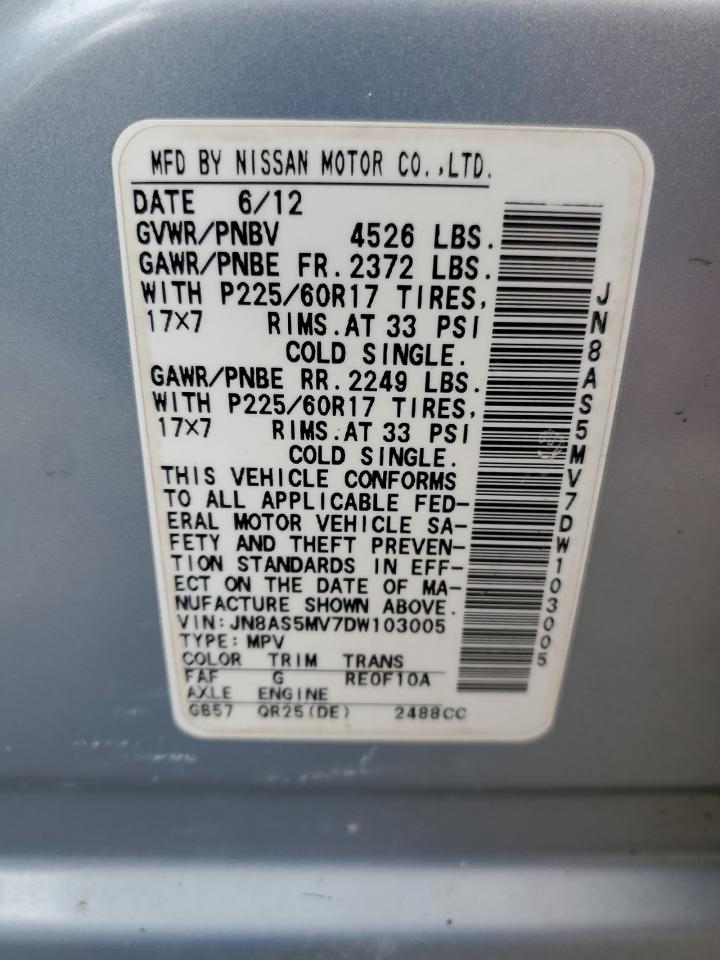 MFD BY NISSAN MOTOR CO.,LTD.
DATE 6/12
GVWR/PNBV 4526 LBS.
GAWR/PNBE FR. 2372 LBS.
WITH P225/60R17 TIRES,
17×7 RIMS.AT 33 PSI
COLD SINGLE.
GAWR/PNBE RR. 2249 LBS.
WITH P225/60R17 TIRES,
17×7 RIMS.AT 33 PSI
COLD SINGLE.
THIS VEHICLE CONFORMS
TO ALL APPLICABLE FED-
ERAL MOTOR VEHICLE SA-
FETY AND THEFT PREVEN-
TION STANDARDS IN EFF-
ECT ON THE DATE OF MA-
NUFACTURE SHOWN ABOVE.
VIN:JN8AS5MV7DW103005
TYPE:MPV
COLOR TRIM TRANS
FAF G RE0F10A
AXLE ENGINE
GB57 QR25(DE) 2488CC
JN8AS5MV7DW103005